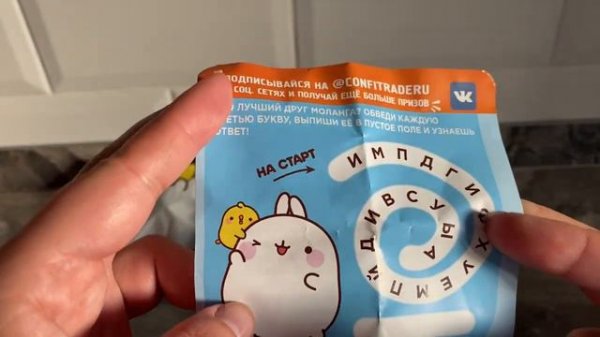 ПОДПИСЫВАЙСЯ НА @CONFITRADERU
СОЦ. СЕТЯХ И ПОЛУЧАЙ ЕЩЁ БОЛЬШЕ ПРИЗОВ
ЛУЧШИЙ ДРУГ МОЛАНГА? ОБВЕДИ КАЖДУЮ
БУКВУ, ВЫПИШИ ЕЁ В ПУСТОЕ ПОЛЕ И УЗНАЕШЬ
ОТВЕТ!
НА СТАРТ
И М П Д Г И Х У Е М П Й Д И В С У Ы А